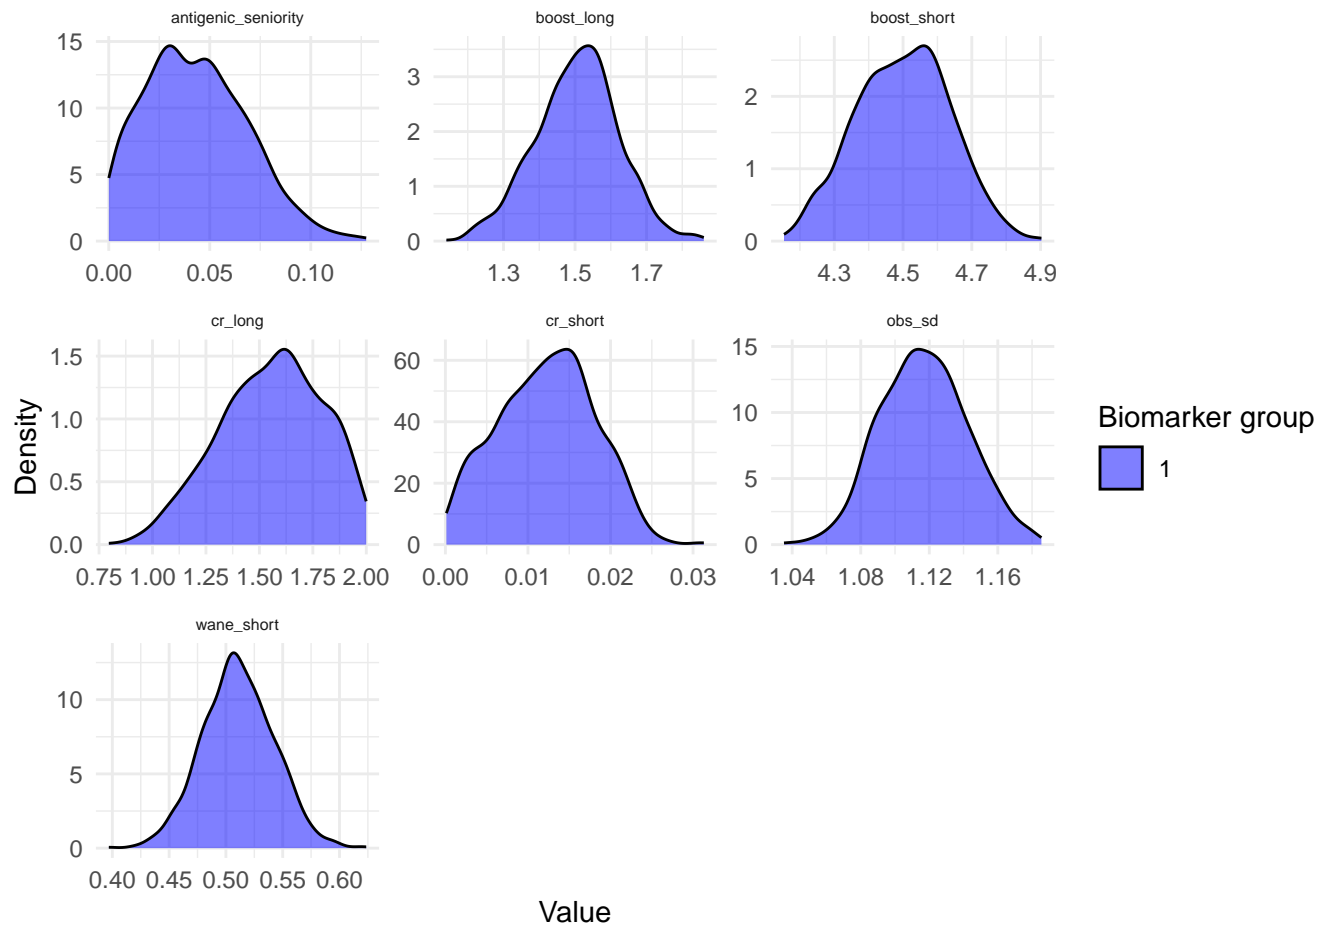 antigenic_seniority
boost_long
boost_short
15
10
5
0
0.00 0.05 0.10
3
2
1
0
1.3 1.5 1.7
2
1
0
4.3 4.5 4.7 4.9
cr_long
cr_short
obs_sd
1.5
1.0
0.5
0.0
0.75 1.00 1.25 1.50 1.75 2.00
60
40
20
0
0.00 0.01 0.02 0.03
15
10
5
0
1.04 1.08 1.12 1.16
wane_short
10
5
0
0.40 0.45 0.50 0.55 0.60
Density
Value
Biomarker group
1